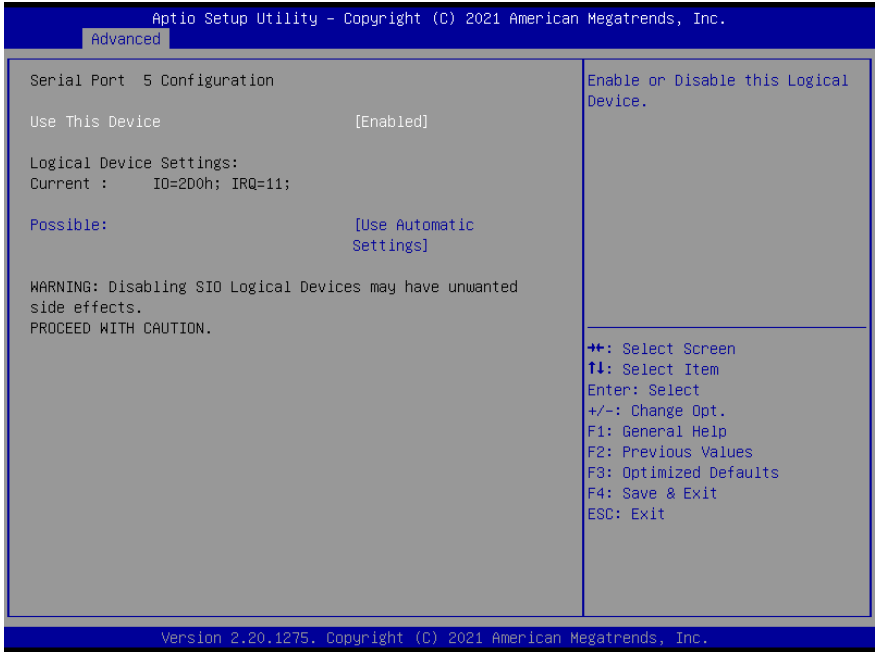 Aptio Setup Utility – Copyright (C) 2021 American Megatrends, Inc.
Advanced
Serial Port  5 Configuration
Use This Device [Enabled]
Logical Device Settings:
Current : IO=2D0h; IRQ=11;
Possible: [Use Automatic
Settings]
WARNING: Disabling SIO Logical Devices may have unwanted
side effects.
PROCEED WITH CAUTION.
Enable or Disable this Logical
Device.
→←: Select Screen
↑↓: Select Item
Enter: Select
+/-: Change Opt.
F1: General Help
F2: Previous Values
F3: Optimized Defaults
F4: Save & Exit
ESC: Exit
Version 2.20.1275. Copyright (C) 2021 American Megatrends, Inc.